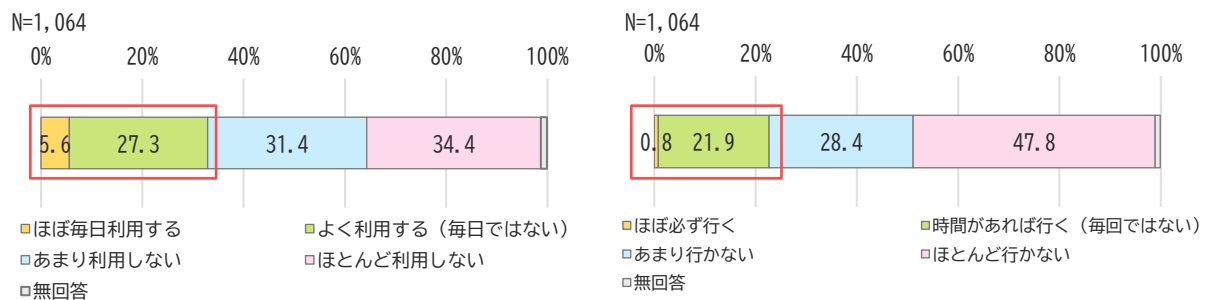 N=1,064
0% 20% 40% 60% 80% 100%
5.6 27.3 31.4 34.4
■ほぼ毎日利用する ■よく利用する（毎日ではない）
■あまり利用しない ■ほとんど利用しない
■無回答
N=1,064
0% 20% 40% 60% 80% 100%
0.8 21.9 28.4 47.8
■ほぼ必ず行く ■時間があれば行く（毎回ではない）
■あまり行かない ■ほとんど行かない
■無回答